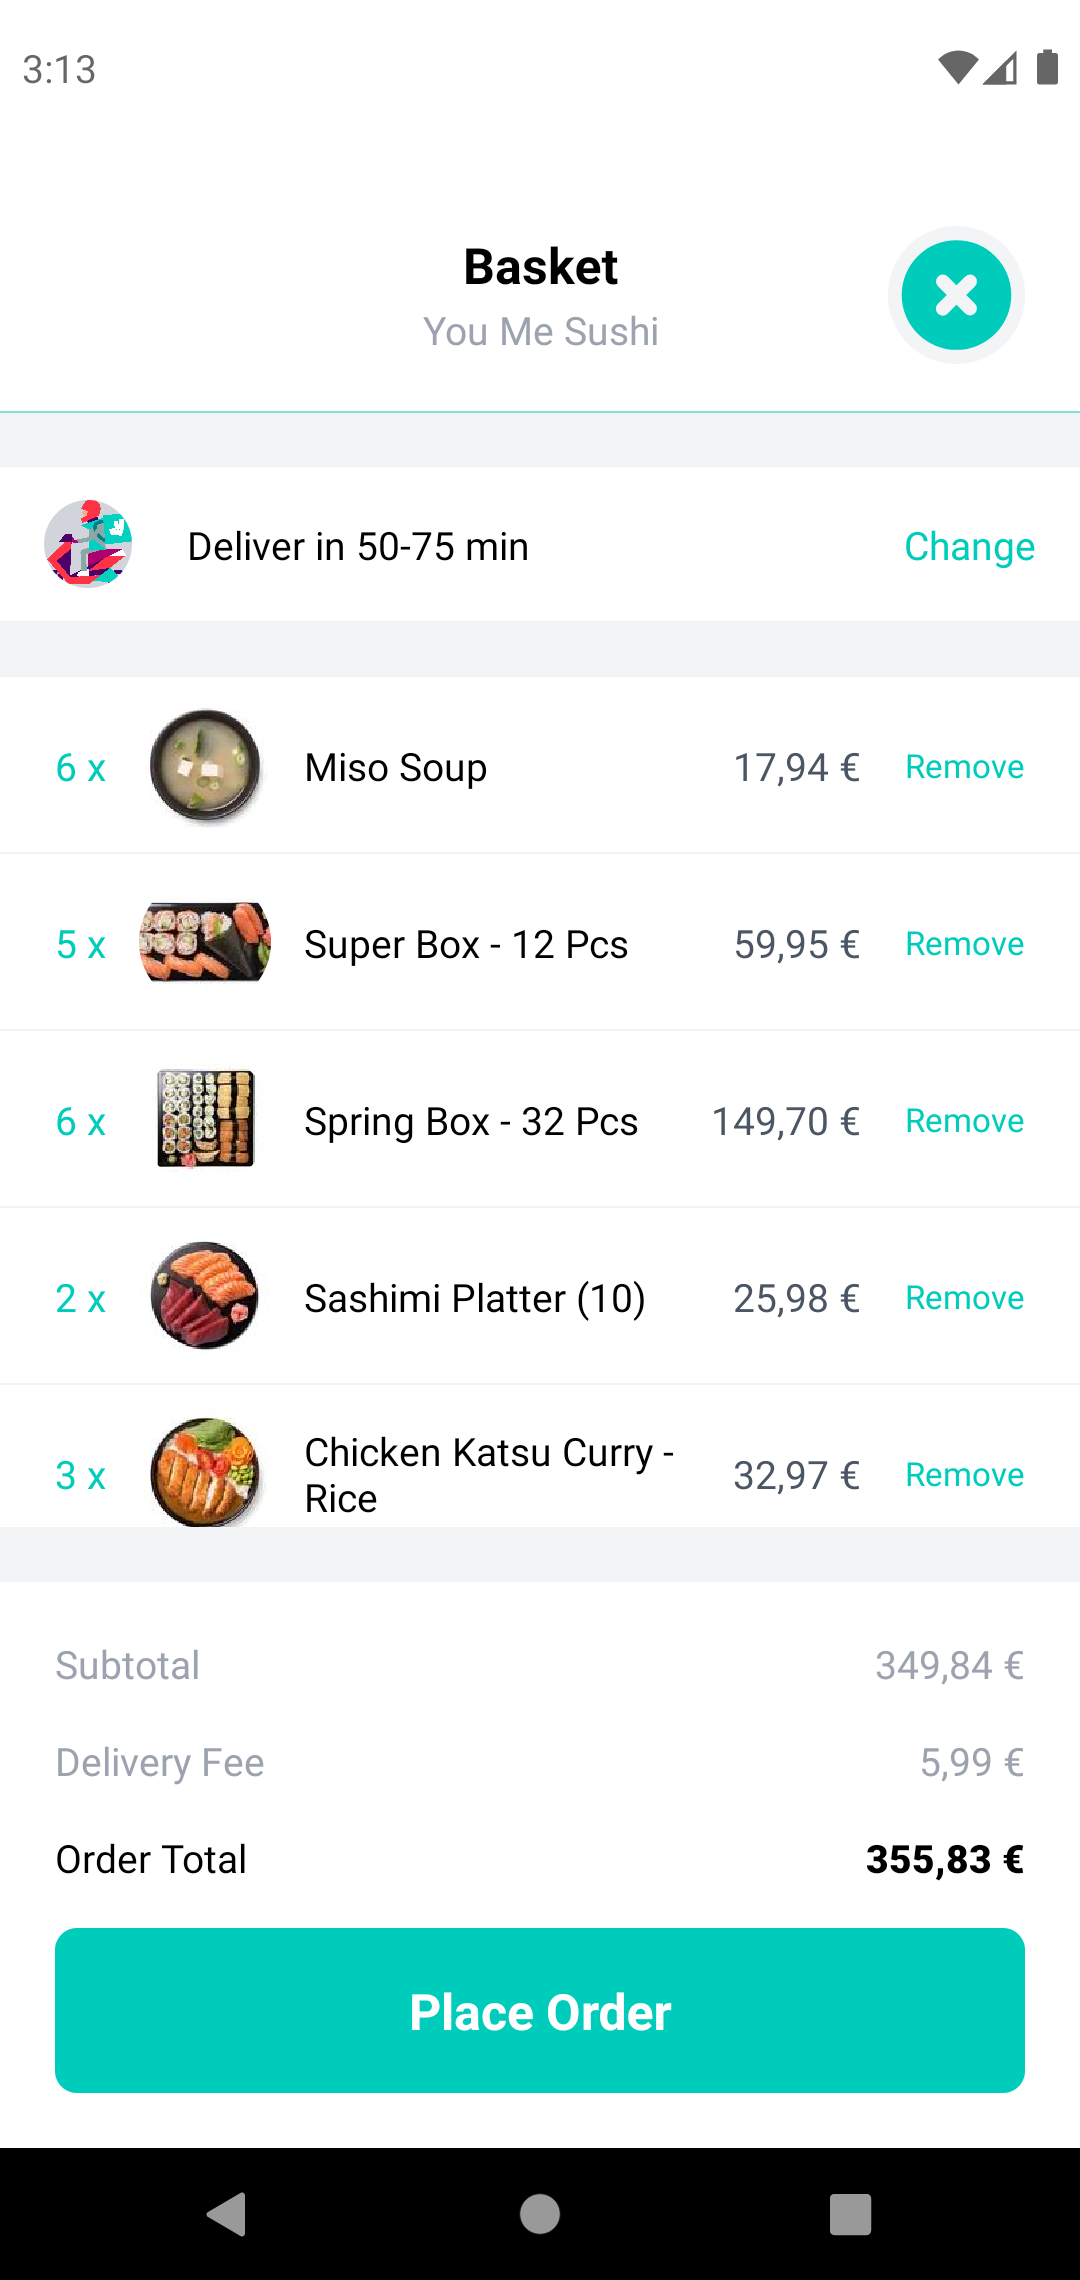 3:13
Basket
You Me Sushi
Deliver in 50-75 min
Change
6 x
Miso Soup
17,94 €
Remove
5 x
Super Box - 12 Pcs
59,95 €
Remove
6 x
Spring Box - 32 Pcs
149,70 €
Remove
2 x
Sashimi Platter (10)
25,98 €
Remove
3 x
Chicken Katsu Curry -
Rice
32,97 €
Remove
Subtotal
349,84 €
Delivery Fee
5,99 €
Order Total
355,83 €
Place Order